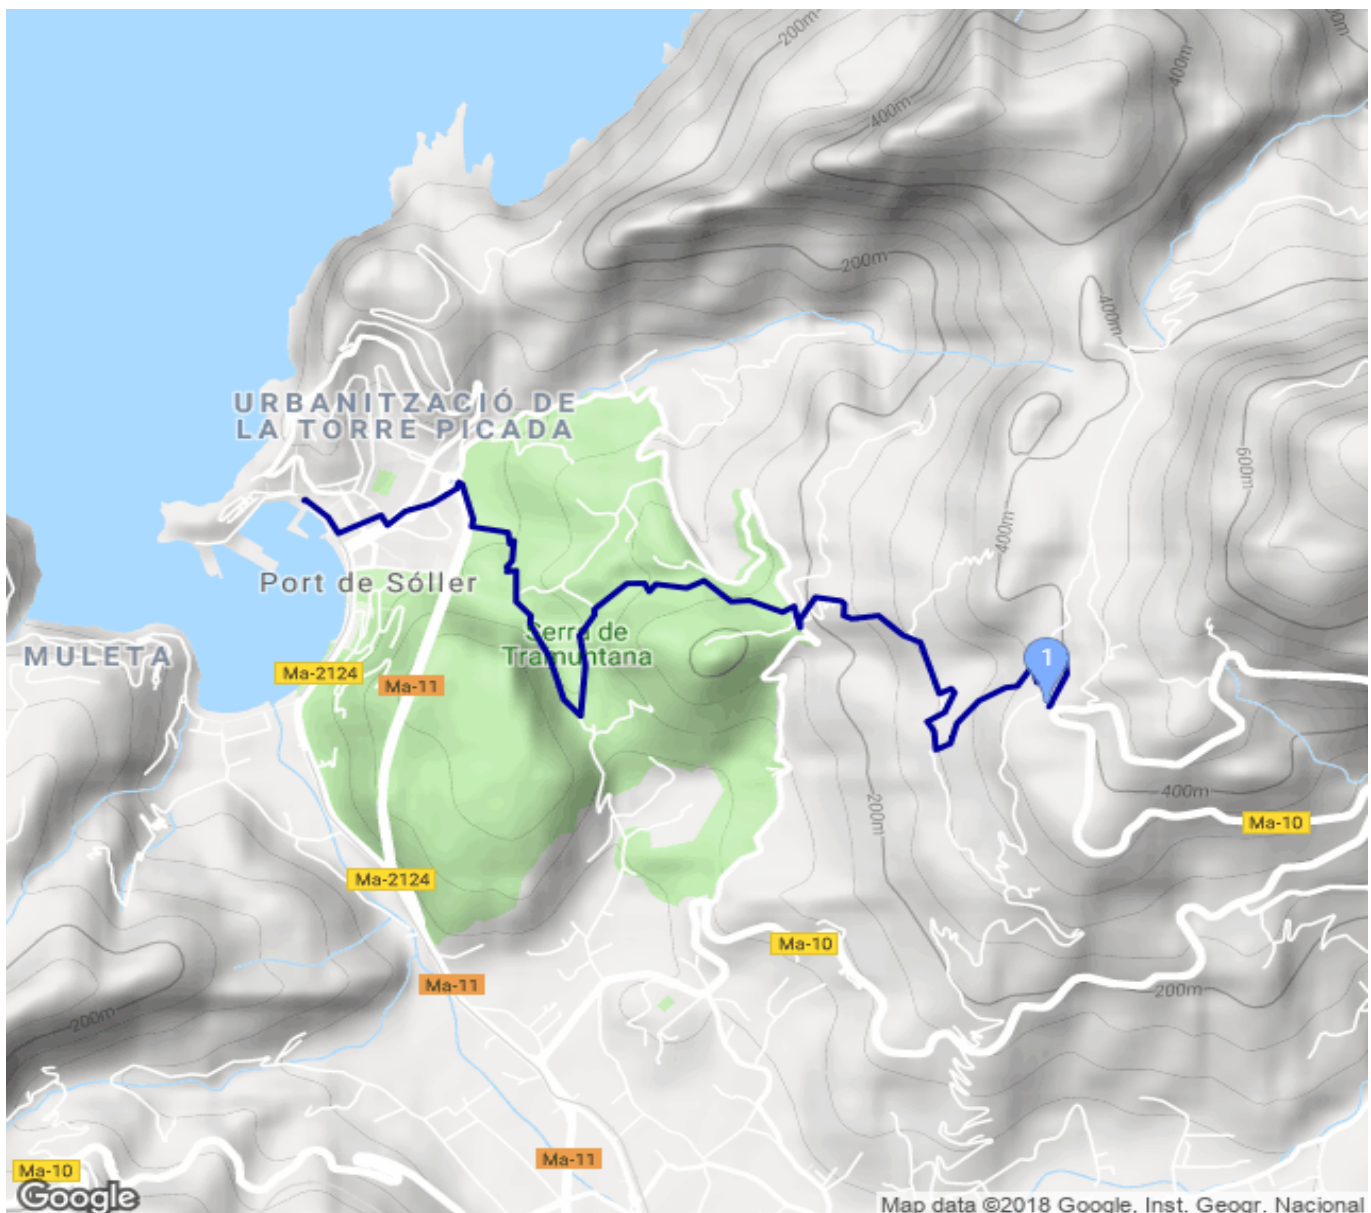 200m
200m
400m
400m
200m
400m
URBANITZACIÓ DE
LA TORRE PICADA
600m
400m
Port de Sóller
Serra de
Tramuntana
MULETA
1
Ma-2124
Ma-11
400m
200m
Ma-10
Ma-2124
Ma-10
Ma-11
200m
200m
Ma-11
Ma-10
Google
Map data ©2018 Google, Inst. Geogr. Nacional